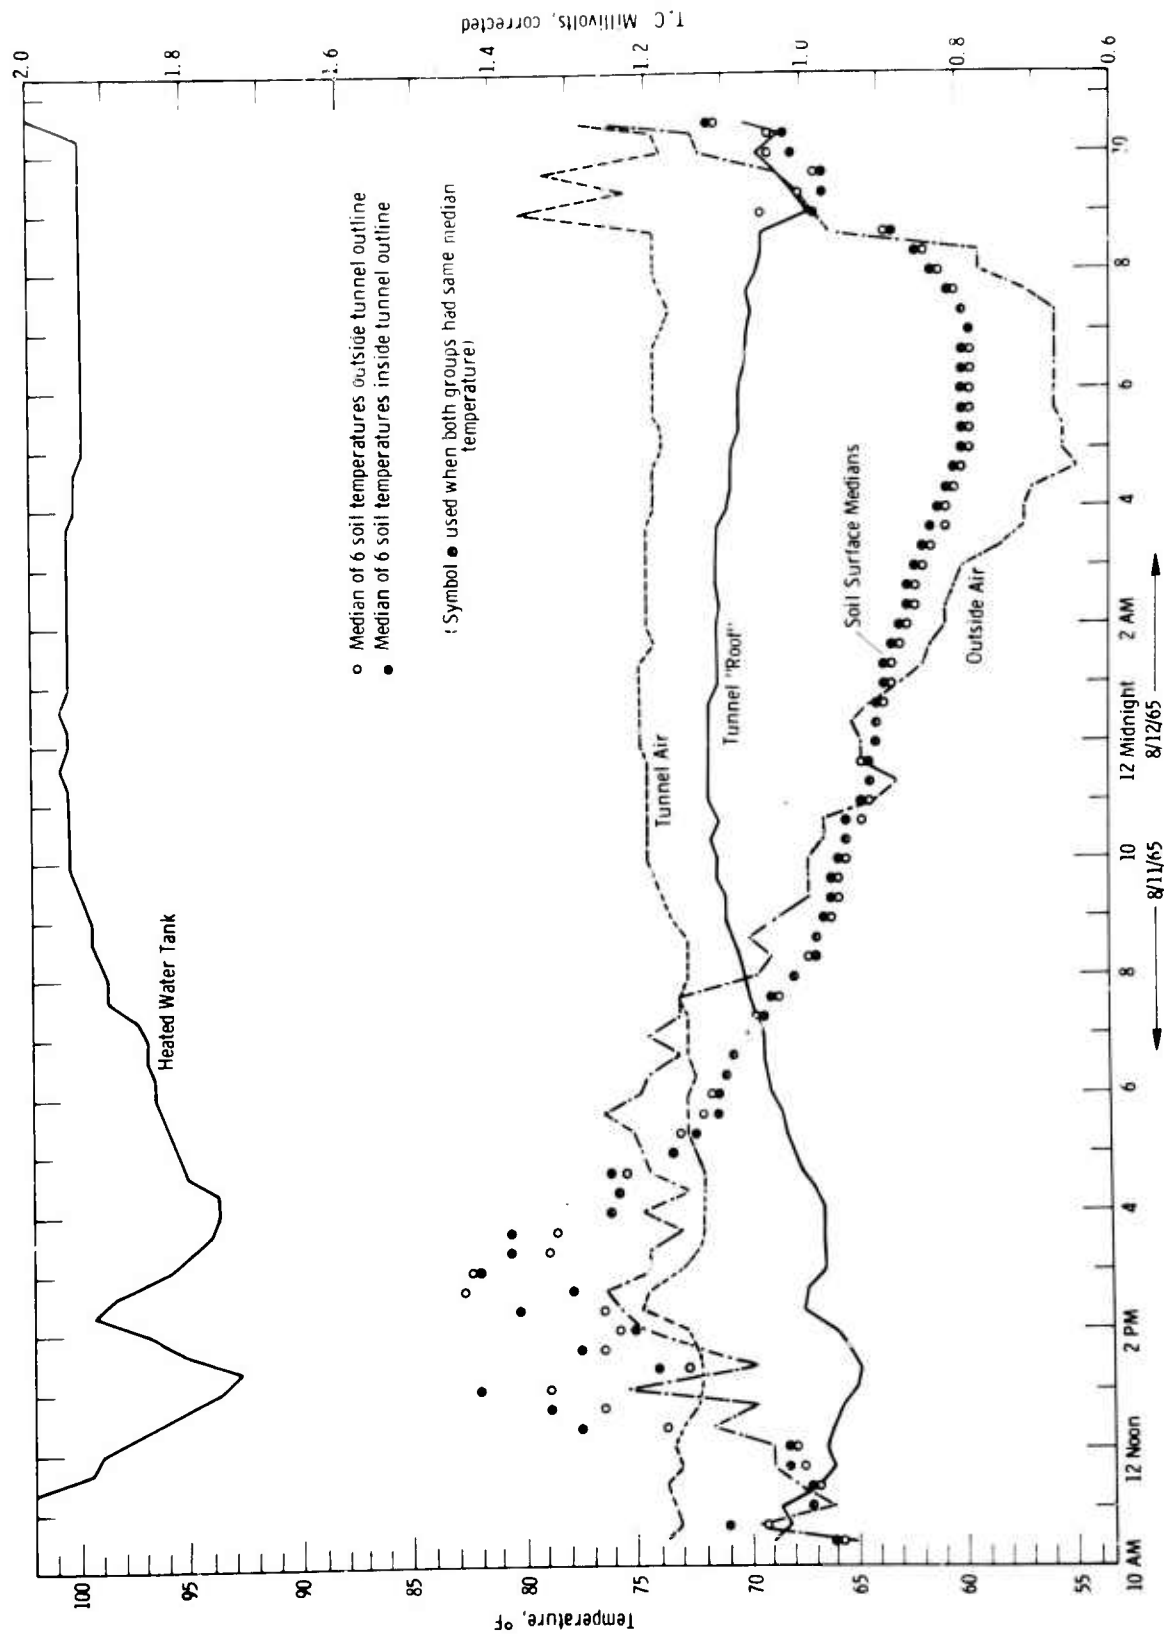 Temperature, °F
100
95
90
85
80
75
70
65
60
55
T.C Millivolts, corrected
2.0
1.8
1.6
1.4
1.2
1.0
0.8
0.6
○ Median of 6 soil temperatures outside tunnel outline
● Median of 6 soil temperatures inside tunnel outline
(Symbol ● used when both groups had same median
temperature)
Heated Water Tank
Tunnel Air
Tunnel "Roof"
Soil Surface Medians
Outside Air
10 AM
12 Noon
2 PM
4
6
8
10
12 Midnight
2 AM
4
6
8
10
8/11/65
8/12/65